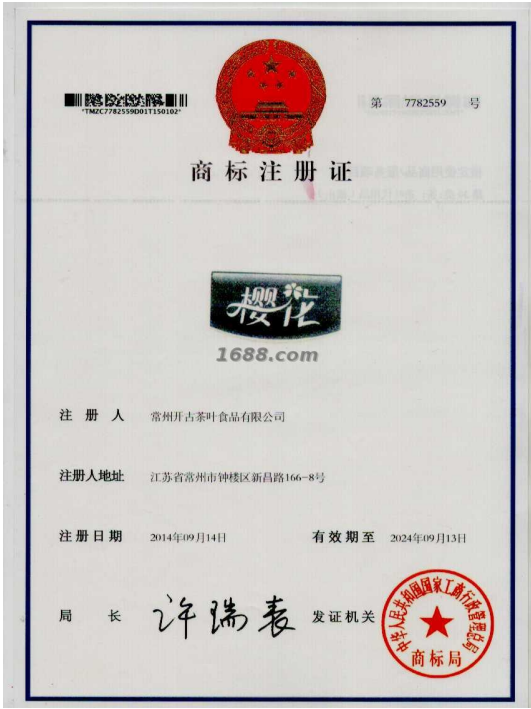 第 7782559 号
*TMZC7782559D01T150102*
商标注册证
樱花
1688.com
注册人 常州开古茶叶食品有限公司
注册人地址 江苏省常州市钟楼区新昌路166-8号
注册日期 2014年09月14日 有效期至 2024年09月13日
局长 许瑞表 发证机关
中华人民共和国国家工商行政管理总局
商标局